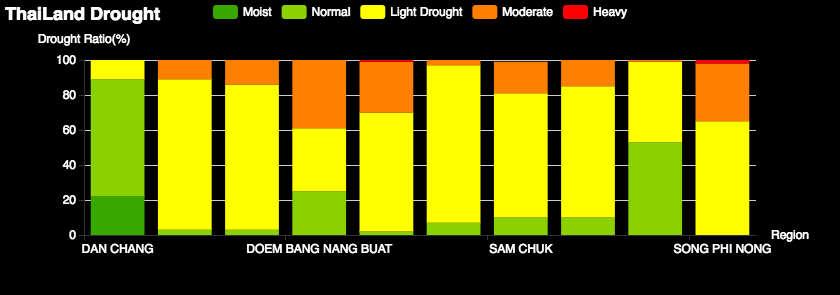 ThaiLand Drought
Moist Normal Light Drought Moderate Heavy
Drought Ratio(%)
100
80
60
40
20
0
DAN CHANG DOEM BANG NANG BUAT SAM CHUK SONG PHI NONG
Region